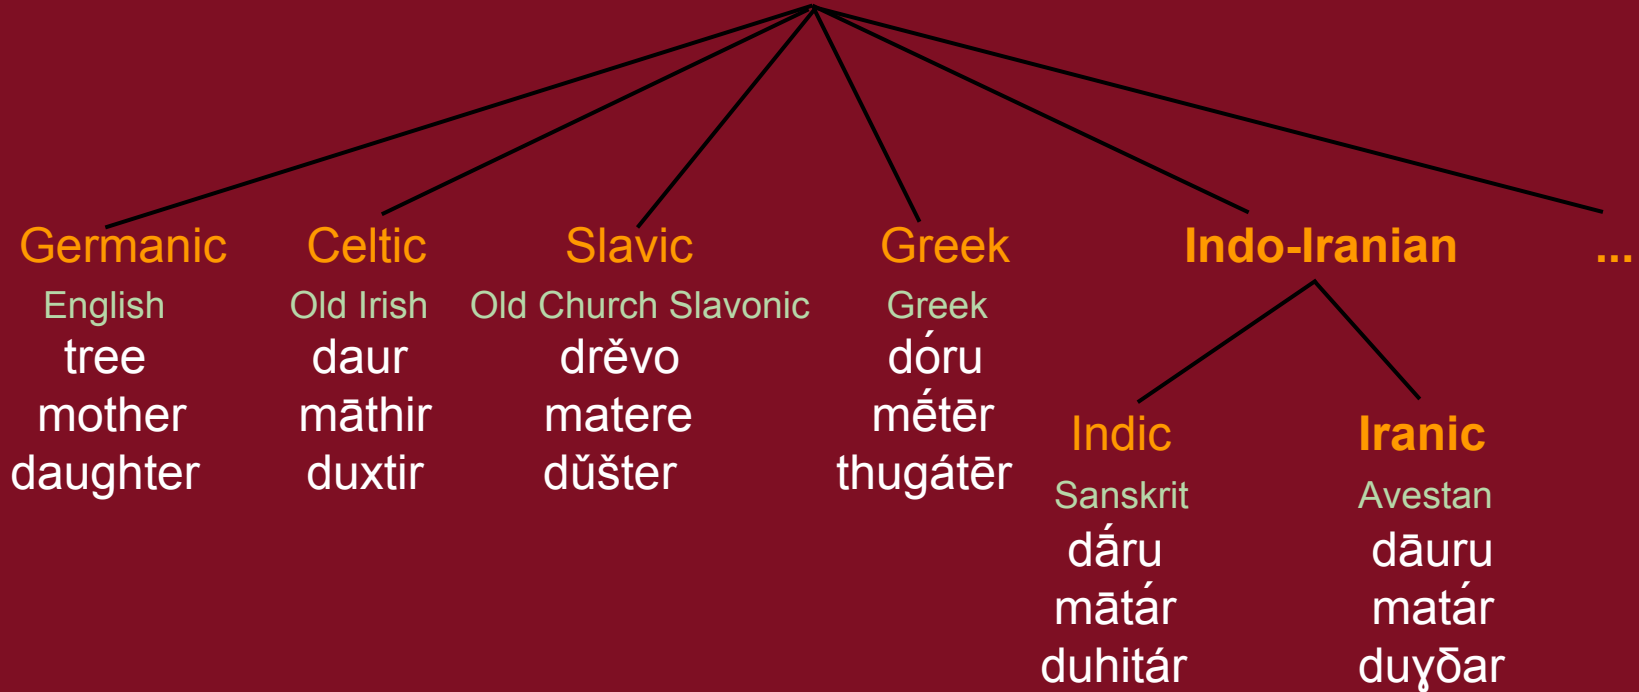 Germanic Celtic Slavic Greek Indo-Iranian ...
English Old Irish Old Church Slavonic Greek
tree daur drěvo dóru
mother māthir matere mḗtēr
daughter duxtir dǔšter thugátēr
Indic Iranic
Sanskrit Avestan
dā́ru dāuru
mātár matár
duhitár duɣδar